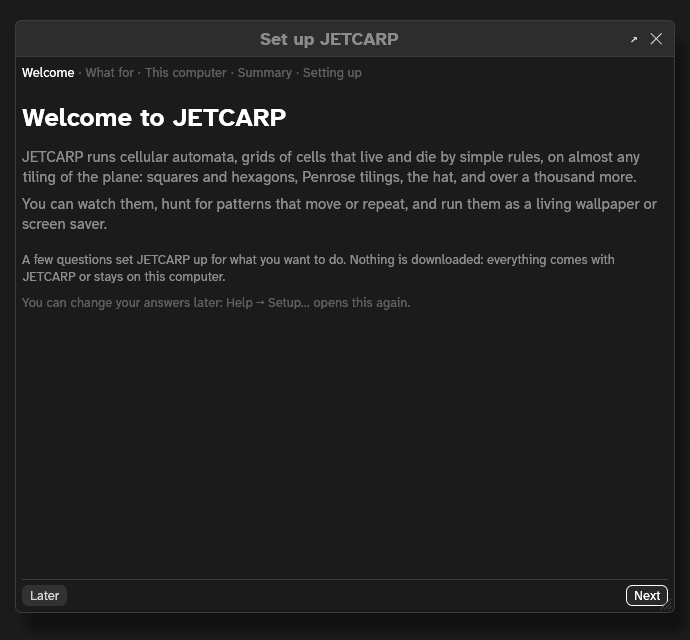 Set up JETCARP
Welcome · What for · This computer · Summary · Setting up
Welcome to JETCARP
JETCARP runs cellular automata, grids of cells that live and die by simple rules, on almost any
tiling of the plane: squares and hexagons, Penrose tilings, the hat, and over a thousand more.
You can watch them, hunt for patterns that move or repeat, and run them as a living wallpaper or
screen saver.
A few questions set JETCARP up for what you want to do. Nothing is downloaded: everything comes with
JETCARP or stays on this computer.
You can change your answers later: Help → Setup... opens this again.
Later
Next